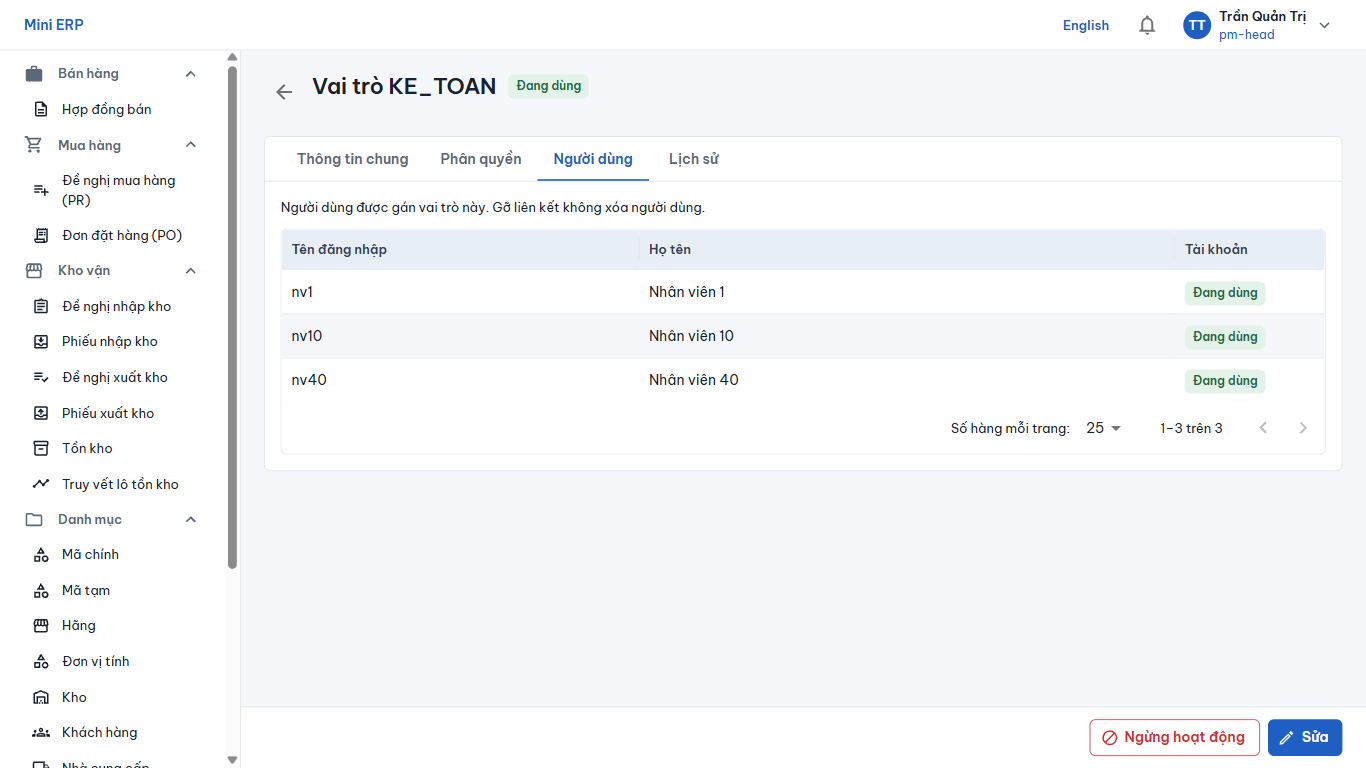 Mini ERP
English
TT
Trần Quản Trị
pm-head
Bán hàng
Hợp đồng bán
Mua hàng
Đề nghị mua hàng
(PR)
Đơn đặt hàng (PO)
Kho vận
Đề nghị nhập kho
Phiếu nhập kho
Đề nghị xuất kho
Phiếu xuất kho
Tồn kho
Truy vết lô tồn kho
Danh mục
Mã chính
Mã tạm
Hãng
Đơn vị tính
Kho
Khách hàng
Nhà cung cấp
Vai trò KE_TOAN
Đang dùng
Thông tin chung
Phân quyền
Người dùng
Lịch sử
Người dùng được gán vai trò này. Gỡ liên kết không xóa người dùng.
Tên đăng nhập Họ tên Tài khoản
nv1 Nhân viên 1 Đang dùng
nv10 Nhân viên 10 Đang dùng
nv40 Nhân viên 40 Đang dùng
Số hàng mỗi trang: 25 1–3 trên 3
Ngừng hoạt động
Sửa